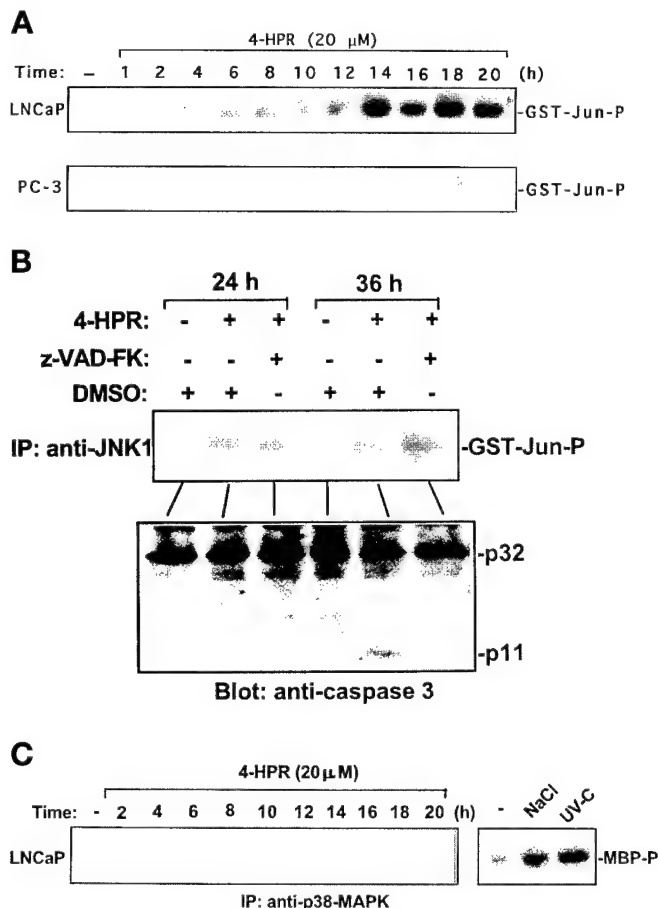 A
4-HPR (20 µM)
Time: – 1 2 4 6 8 10 12 14 16 18 20 (h)
LNCaP -GST-Jun-P
PC-3 -GST-Jun-P
B
24 h 36 h
4-HPR: - + + - + +
z-VAD-FK: - - + - - +
DMSO: + + - + + -
IP: anti-JNK1 -GST-Jun-P
-p32
-p11
Blot: anti-caspase 3
C
4-HPR (20µM)
Time: - 2 4 6 8 10 12 14 16 18 20 (h) - NaCl UV-C
LNCaP -MBP-P
IP: anti-p38-MAPK